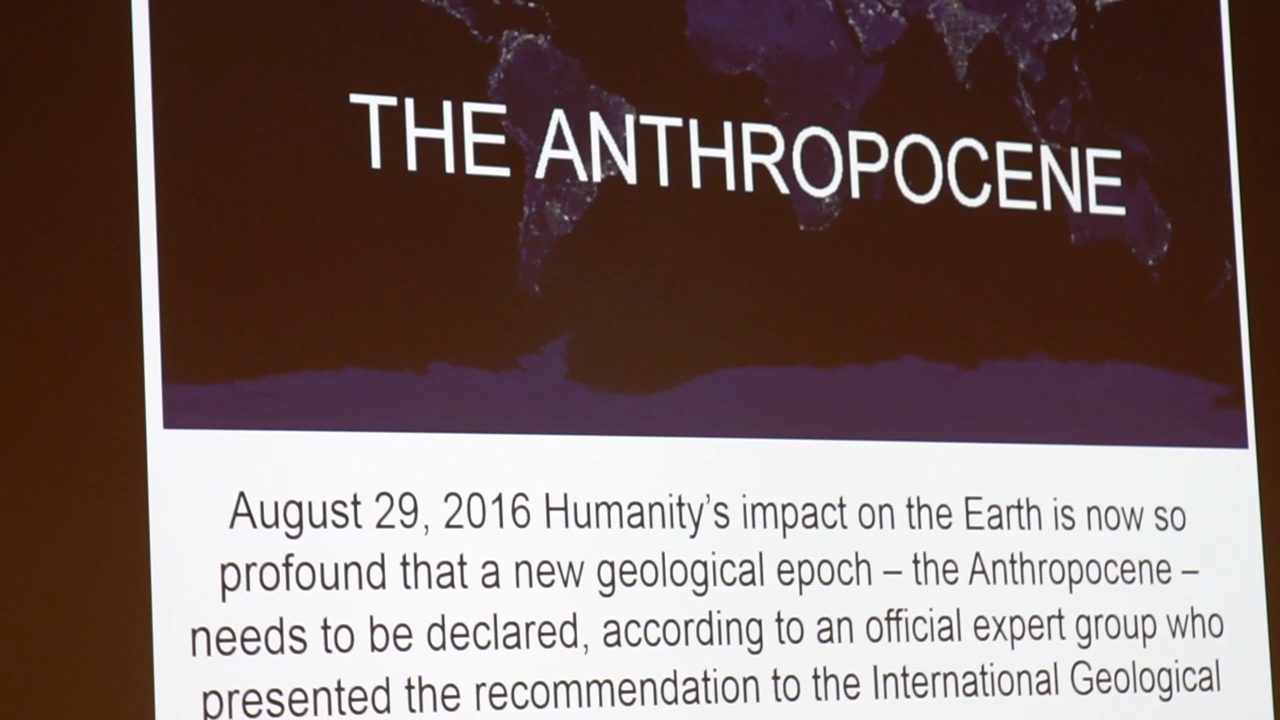 THE ANTHROPOCENE
August 29, 2016 Humanity’s impact on the Earth is now so
profound that a new geological epoch – the Anthropocene –
needs to be declared, according to an official expert group who
presented the recommendation to the International Geological